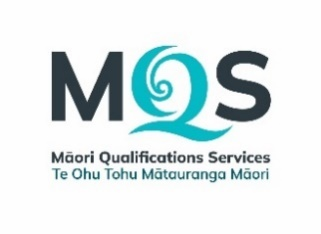 MQS
Māori Qualifications Services
Te Ohu Tohu Mātauranga Māori